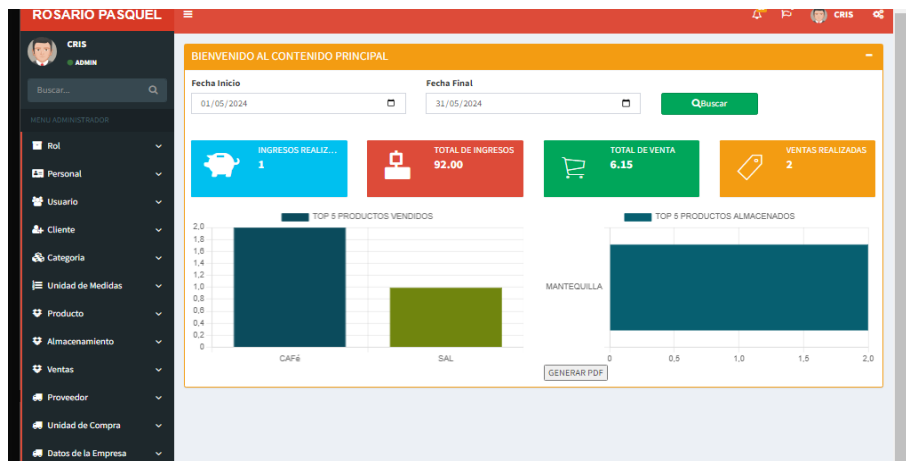 ROSARIO PASQUEL
CRIS
CRIS
ADMIN
Buscar...
MENU ADMINISTRADOR
Rol
Personal
Usuario
Cliente
Categoria
Unidad de Medidas
Producto
Almacenamiento
Ventas
Proveedor
Unidad de Compra
Datos de la Empresa
BIENVENIDO AL CONTENIDO PRINCIPAL
Fecha Inicio
Fecha Final
01/05/2024
31/05/2024
Buscar
INGRESOS REALIZ...
1
TOTAL DE INGRESOS
92.00
TOTAL DE VENTA
6.15
VENTAS REALIZADAS
2
TOP 5 PRODUCTOS VENDIDOS
2,0
1,8
1,6
1,4
1,2
1,0
0,8
0,6
0,4
0,2
0
CAFé
SAL
TOP 5 PRODUCTOS ALMACENADOS
MANTEQUILLA
0
0,5
1,0
1,5
2,0
GENERAR PDF